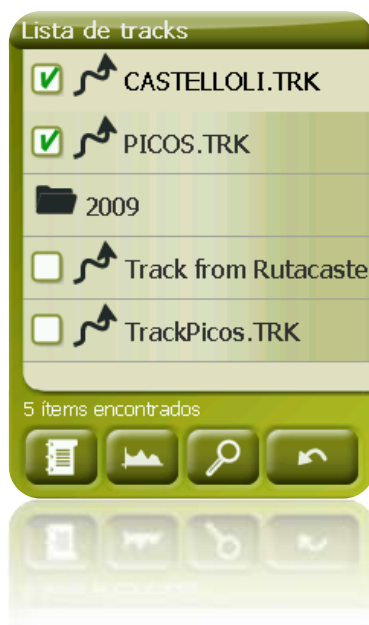 Lista de tracks
CASTELLOLI.TRK
PICOS.TRK
2009
Track from Rutacaste
TrackPicos.TRK
5 ítems encontrados